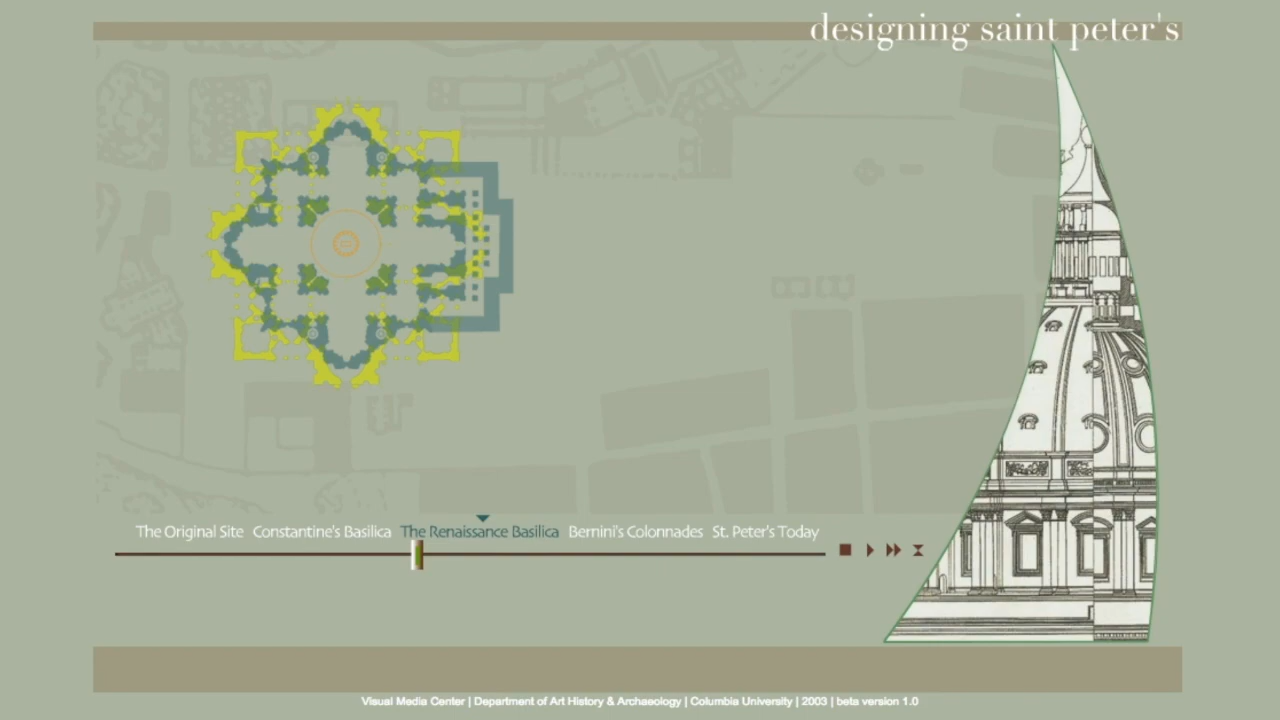 designing saint peter's
The Original Site Constantine's Basilica The Renaissance Basilica Bernini's Colonnades St. Peter's Today
Visual Media Center | Department of Art History & Archaeology | Columbia University | 2003 | beta version 1.0